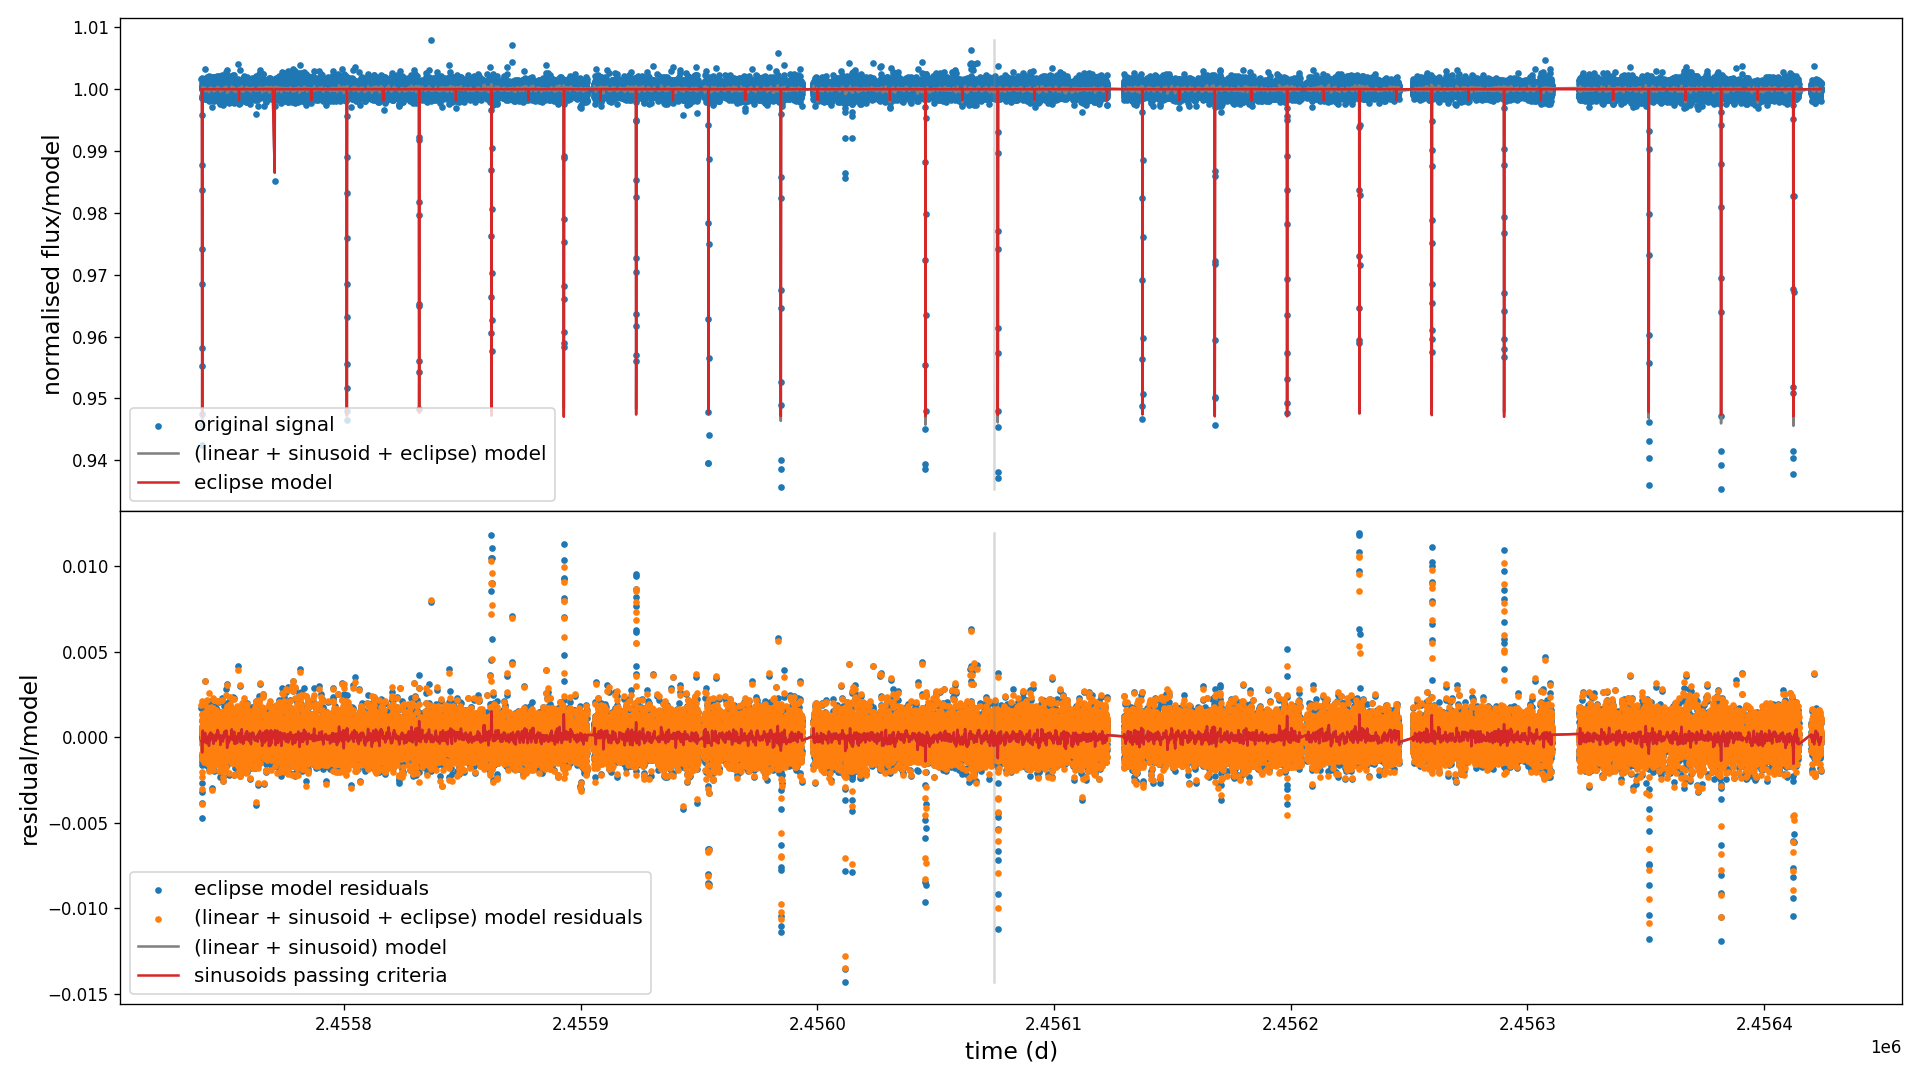 1.01
1.00
0.99
0.98
0.97
0.96
0.95
0.94
normalised flux/model
original signal
(linear + sinusoid + eclipse) model
eclipse model
0.010
0.005
0.000
−0.005
−0.010
−0.015
residual/model
eclipse model residuals
(linear + sinusoid + eclipse) model residuals
(linear + sinusoid) model
sinusoids passing criteria
2.4558 2.4559 2.4560 2.4561 2.4562 2.4563 2.4564
1e6
time (d)